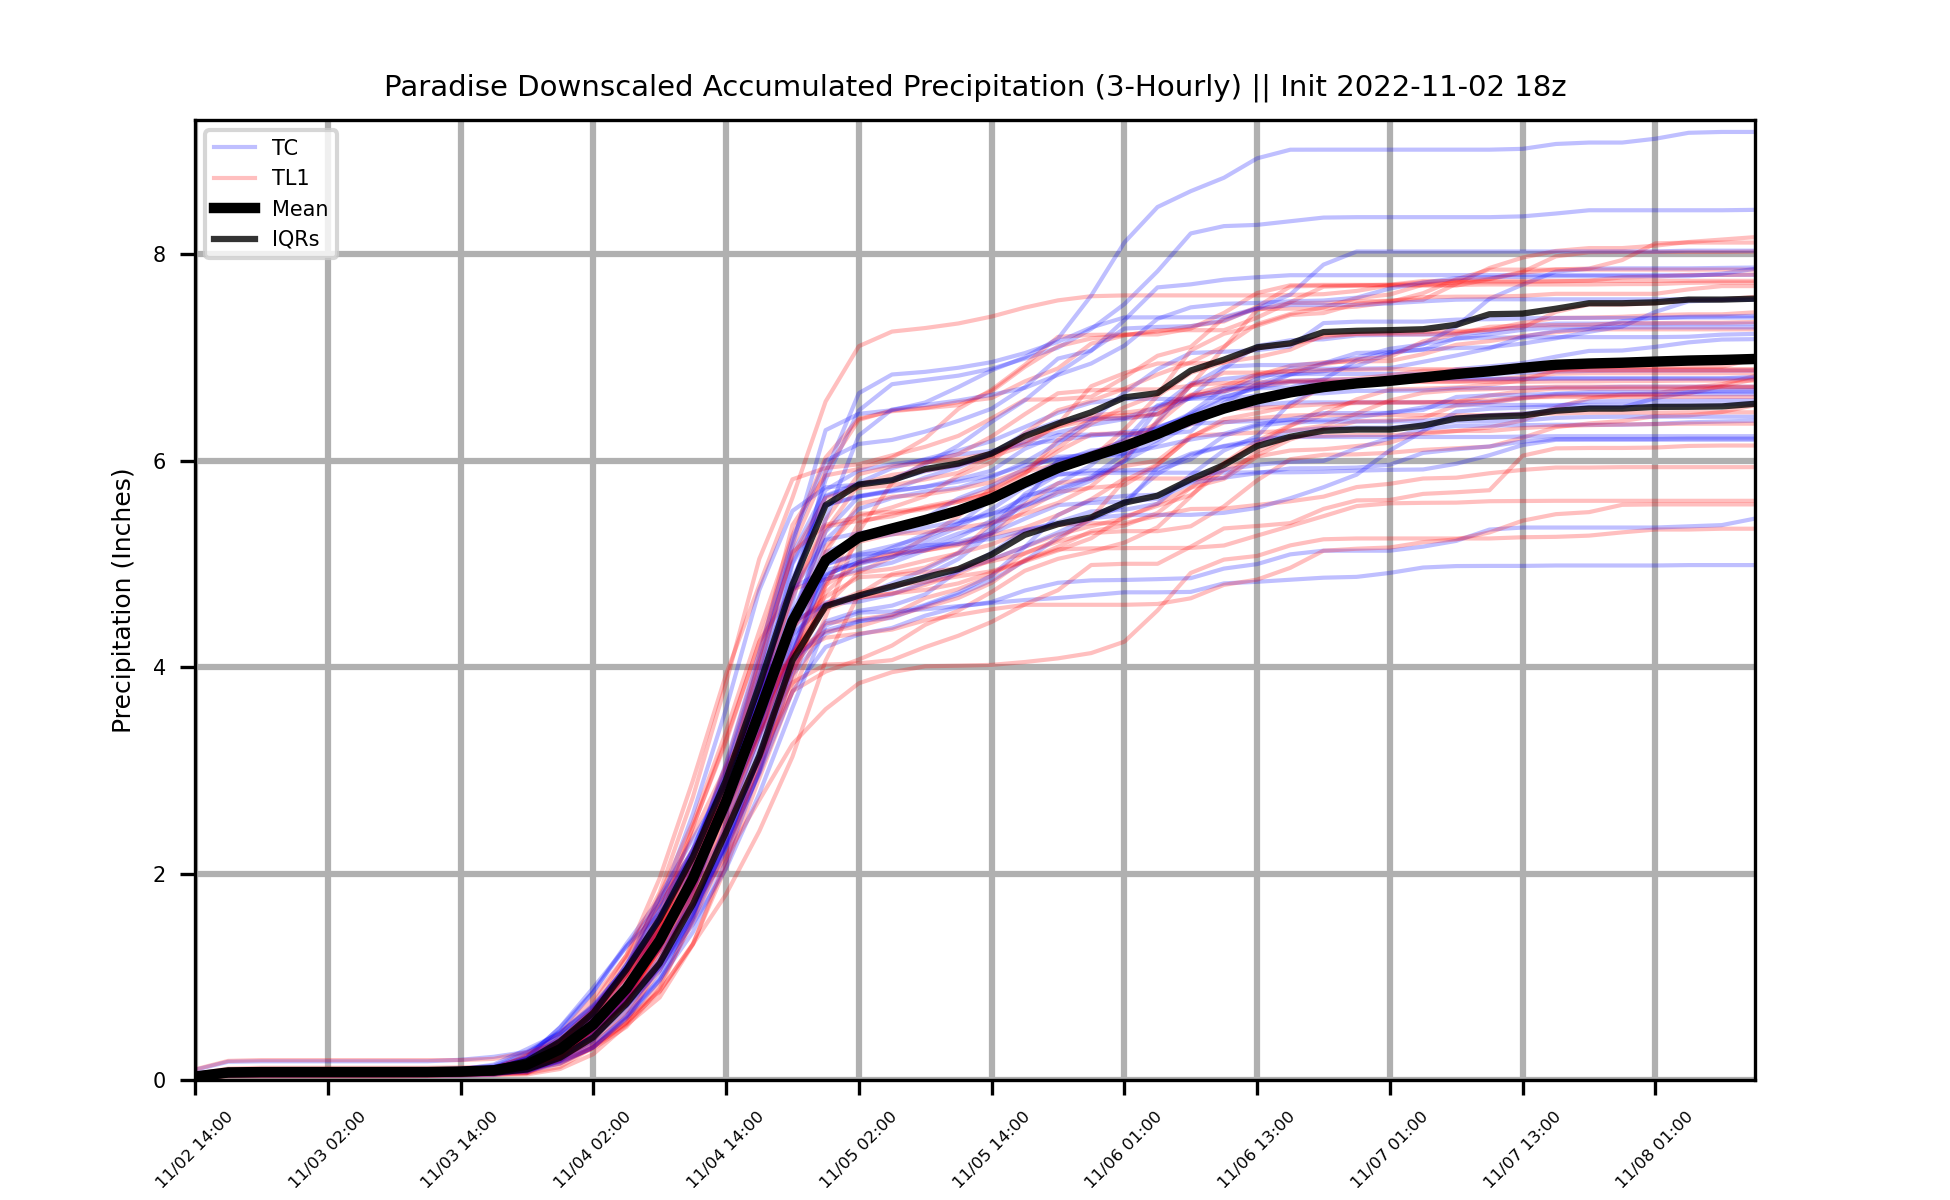 Paradise Downscaled Accumulated Precipitation (3-Hourly) || Init 2022-11-02 18z
TC
TL1
Mean
IQRs
Precipitation (Inches)
8
6
4
2
0
11/02 14:00
11/03 02:00
11/03 14:00
11/04 02:00
11/04 14:00
11/05 02:00
11/05 14:00
11/06 01:00
11/06 13:00
11/07 01:00
11/07 13:00
11/08 01:00